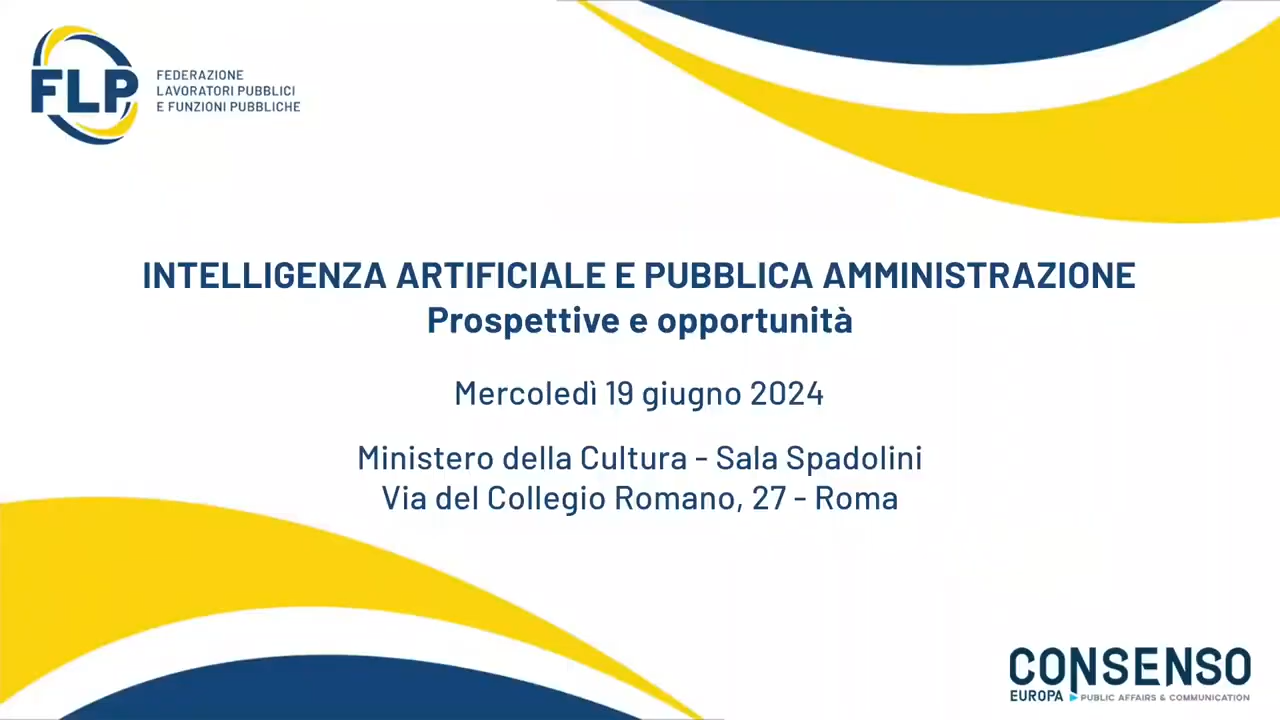 FLP
FEDERAZIONE
LAVORATORI PUBBLICI
E FUNZIONI PUBBLICHE
INTELLIGENZA ARTIFICIALE E PUBBLICA AMMINISTRAZIONE
Prospettive e opportunità
Mercoledì 19 giugno 2024
Ministero della Cultura - Sala Spadolini
Via del Collegio Romano, 27 - Roma
CONSENSO
EUROPA PUBLIC AFFAIRS & COMMUNICATION